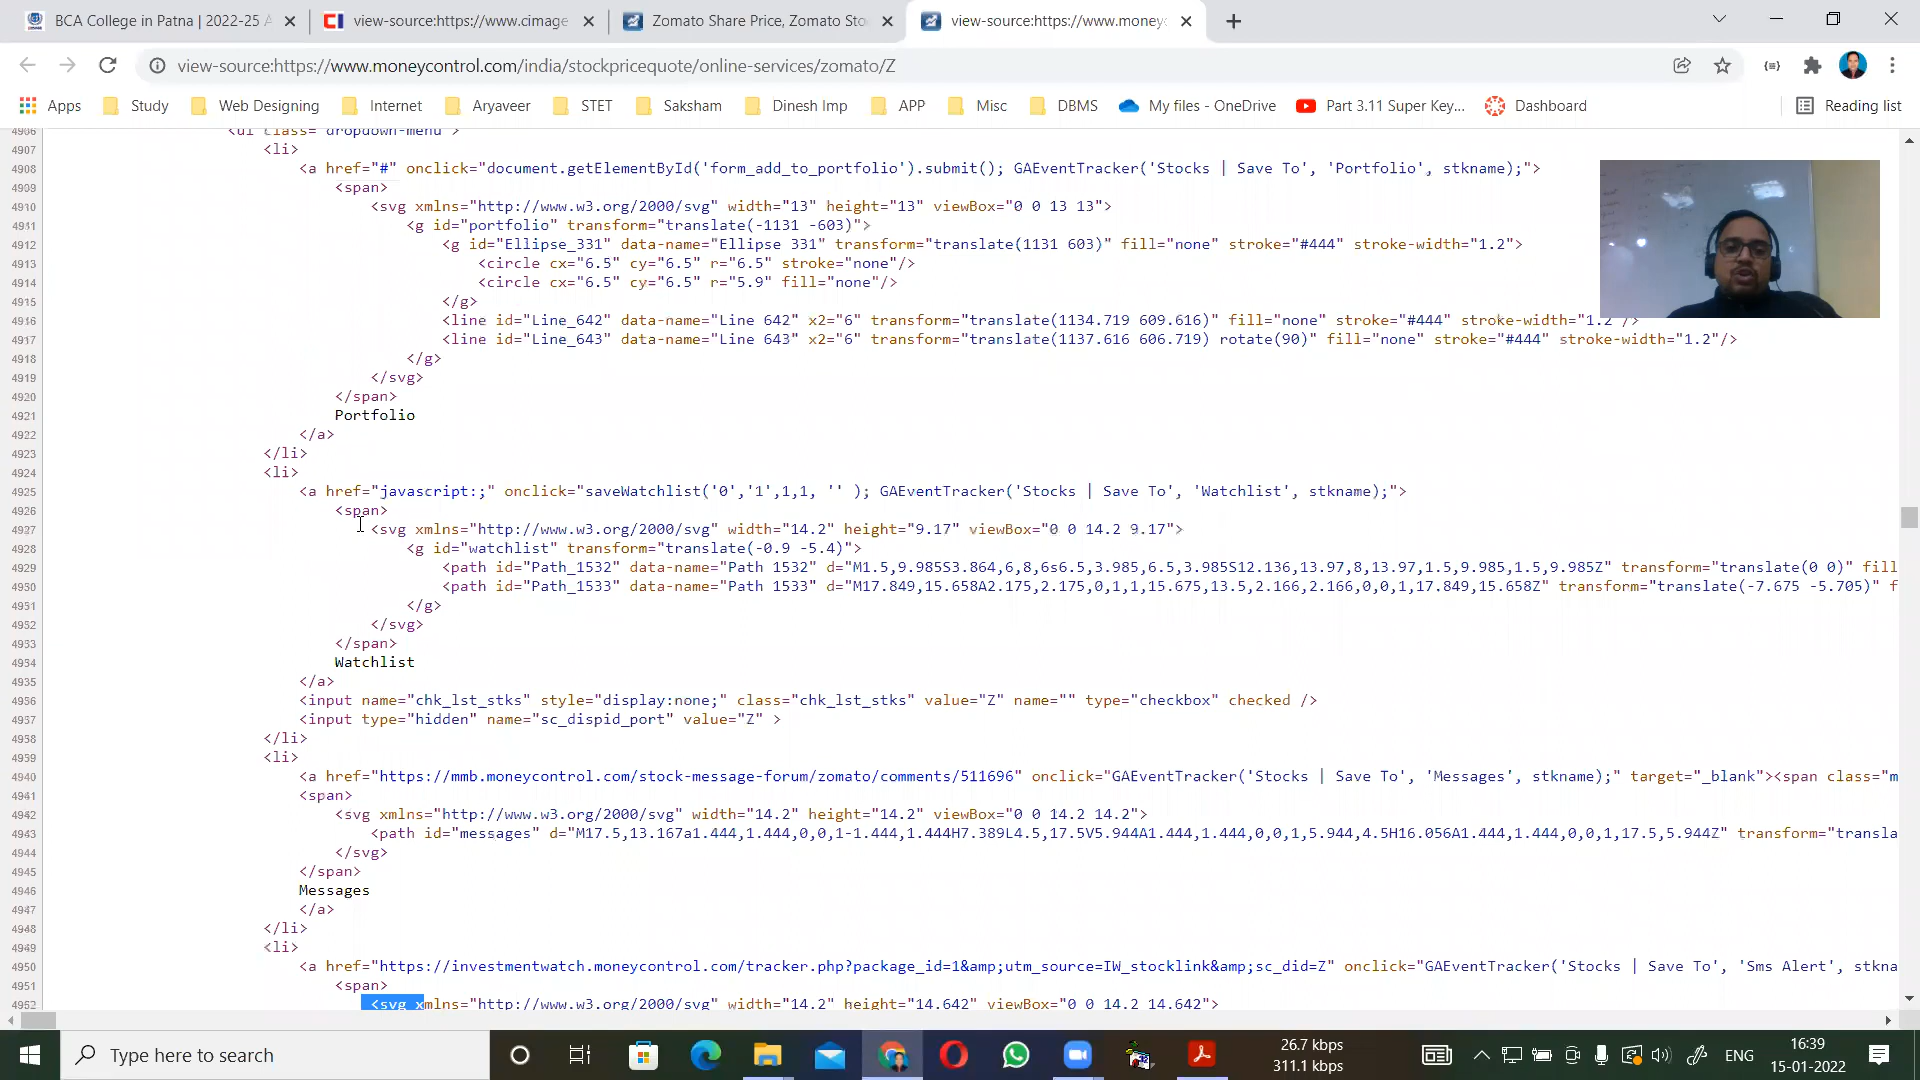 BCA College in Patna | 2022-25 A
view-source:https://www.cimage
Zomato Share Price, Zomato Sto
view-source:https://www.money
view-source:https://www.moneycontrol.com/india/stockpricequote/online-services/zomato/Z
Apps Study Web Designing Internet Aryaveer STET Saksham Dinesh Imp APP Misc DBMS My files - OneDrive Part 3.11 Super Key... Dashboard Reading list
4906 <ul class="dropdown-menu">
4907 <li>
4908 <a href="#" onclick="document.getElementById('form_add_to_portfolio').submit(); GAEventTracker('Stocks | Save To', 'Portfolio', stkname);">
4909 <span>
4910 <svg xmlns="http://www.w3.org/2000/svg" width="13" height="13" viewBox="0 0 13 13">
4911 <g id="portfolio" transform="translate(-1131 -603)">
4912 <g id="Ellipse_331" data-name="Ellipse 331" transform="translate(1131 603)" fill="none" stroke="#444" stroke-width="1.2">
4913 <circle cx="6.5" cy="6.5" r="6.5" stroke="none"/>
4914 <circle cx="6.5" cy="6.5" r="5.9" fill="none"/>
4915 </g>
4916 <line id="Line_642" data-name="Line 642" x2="6" transform="translate(1134.719 609.616)" fill="none" stroke="#444" stroke-width="1.2"/>
4917 <line id="Line_643" data-name="Line 643" x2="6" transform="translate(1137.616 606.719) rotate(90)" fill="none" stroke="#444" stroke-width="1.2"/>
4918 </g>
4919 </svg>
4920 </span>
4921 Portfolio
4922 </a>
4923 </li>
4924 <li>
4925 <a href="javascript:;" onclick="saveWatchlist('0','1',1,1, '' ); GAEventTracker('Stocks | Save To', 'Watchlist', stkname);">
4926 <span>
4927 <svg xmlns="http://www.w3.org/2000/svg" width="14.2" height="9.17" viewBox="0 0 14.2 9.17">
4928 <g id="watchlist" transform="translate(-0.9 -5.4)">
4929 <path id="Path_1532" data-name="Path 1532" d="M1.5,9.985S3.864,6,8,6s6.5,3.985,6.5,3.985S12.136,13.97,8,13.97,1.5,9.985,1.5,9.985Z" transform="translate(0 0)" fill
4930 <path id="Path_1533" data-name="Path 1533" d="M17.849,15.658A2.175,2.175,0,1,1,15.675,13.5,2.166,2.166,0,0,1,17.849,15.658Z" transform="translate(-7.675 -5.705)" f
4931 </g>
4932 </svg>
4933 </span>
4934 Watchlist
4935 </a>
4936 <input name="chk_lst_stks" style="display:none;" class="chk_lst_stks" value="Z" name="" type="checkbox" checked />
4937 <input type="hidden" name="sc_dispid_port" value="Z" >
4938 </li>
4939 <li>
4940 <a href="https://mmb.moneycontrol.com/stock-message-forum/zomato/comments/511696" onclick="GAEventTracker('Stocks | Save To', 'Messages', stkname);" target="_blank"><span class="m
4941 <span>
4942 <svg xmlns="http://www.w3.org/2000/svg" width="14.2" height="14.2" viewBox="0 0 14.2 14.2">
4943 <path id="messages" d="M17.5,13.167a1.444,1.444,0,0,1-1.444,1.444H7.389L4.5,17.5V5.944A1.444,1.444,0,0,1,5.944,4.5H16.056A1.444,1.444,0,0,1,17.5,5.944Z" transform="transla
4944 </svg>
4945 </span>
4946 Messages
4947 </a>
4948 </li>
4949 <li>
4950 <a href="https://investmentwatch.moneycontrol.com/tracker.php?package_id=1&amp;utm_source=IW_stocklink&amp;sc_did=Z" onclick="GAEventTracker('Stocks | Save To', 'Sms Alert', stkna
4951 <span>
4952 <svg xmlns="http://www.w3.org/2000/svg" width="14.2" height="14.642" viewBox="0 0 14.2 14.642">
Type here to search
26.7 kbps
311.1 kbps
ENG
16:39
15-01-2022